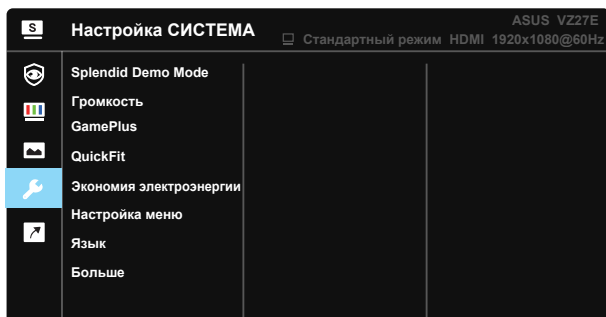 S
Настройка СИСТЕМА
ASUS VZ27E
Стандартный режим HDMI 1920x1080@60Hz
Splendid Demo Mode
Громкость
GamePlus
QuickFit
Экономия электроэнергии
Настройка меню
Язык
Больше